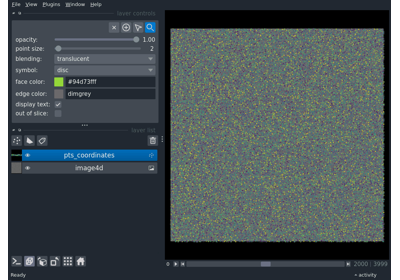 File View Plugins Window Help
layer controls
opacity: 1.00
point size: 2
blending: translucent
symbol: disc
face color: #94d73fff
edge color: dimgrey
display text:
out of slice:
layer list
pts_coordinates
image4d
2000 3999
Ready
activity